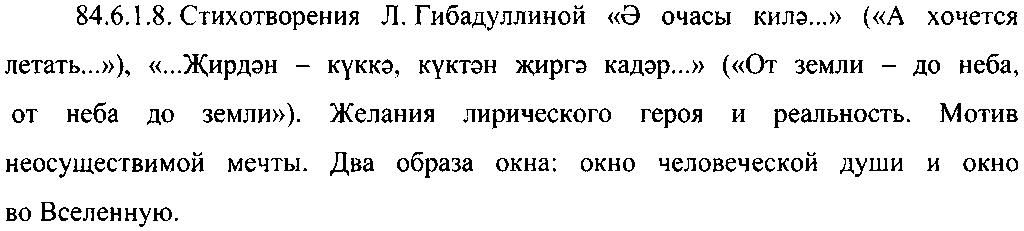 84.6.1.8. Стихотворения Л. Гибадуллиной «Ә очасы килә...» («А хочется
летать...»), «...Җирдән – күккә, күктән җиргә кадәр...» («От земли – до неба,
от неба до земли»). Желания лирического героя и реальность. Мотив
неосуществимой мечты. Два образа окна: окно человеческой души и окно
во Вселенную.